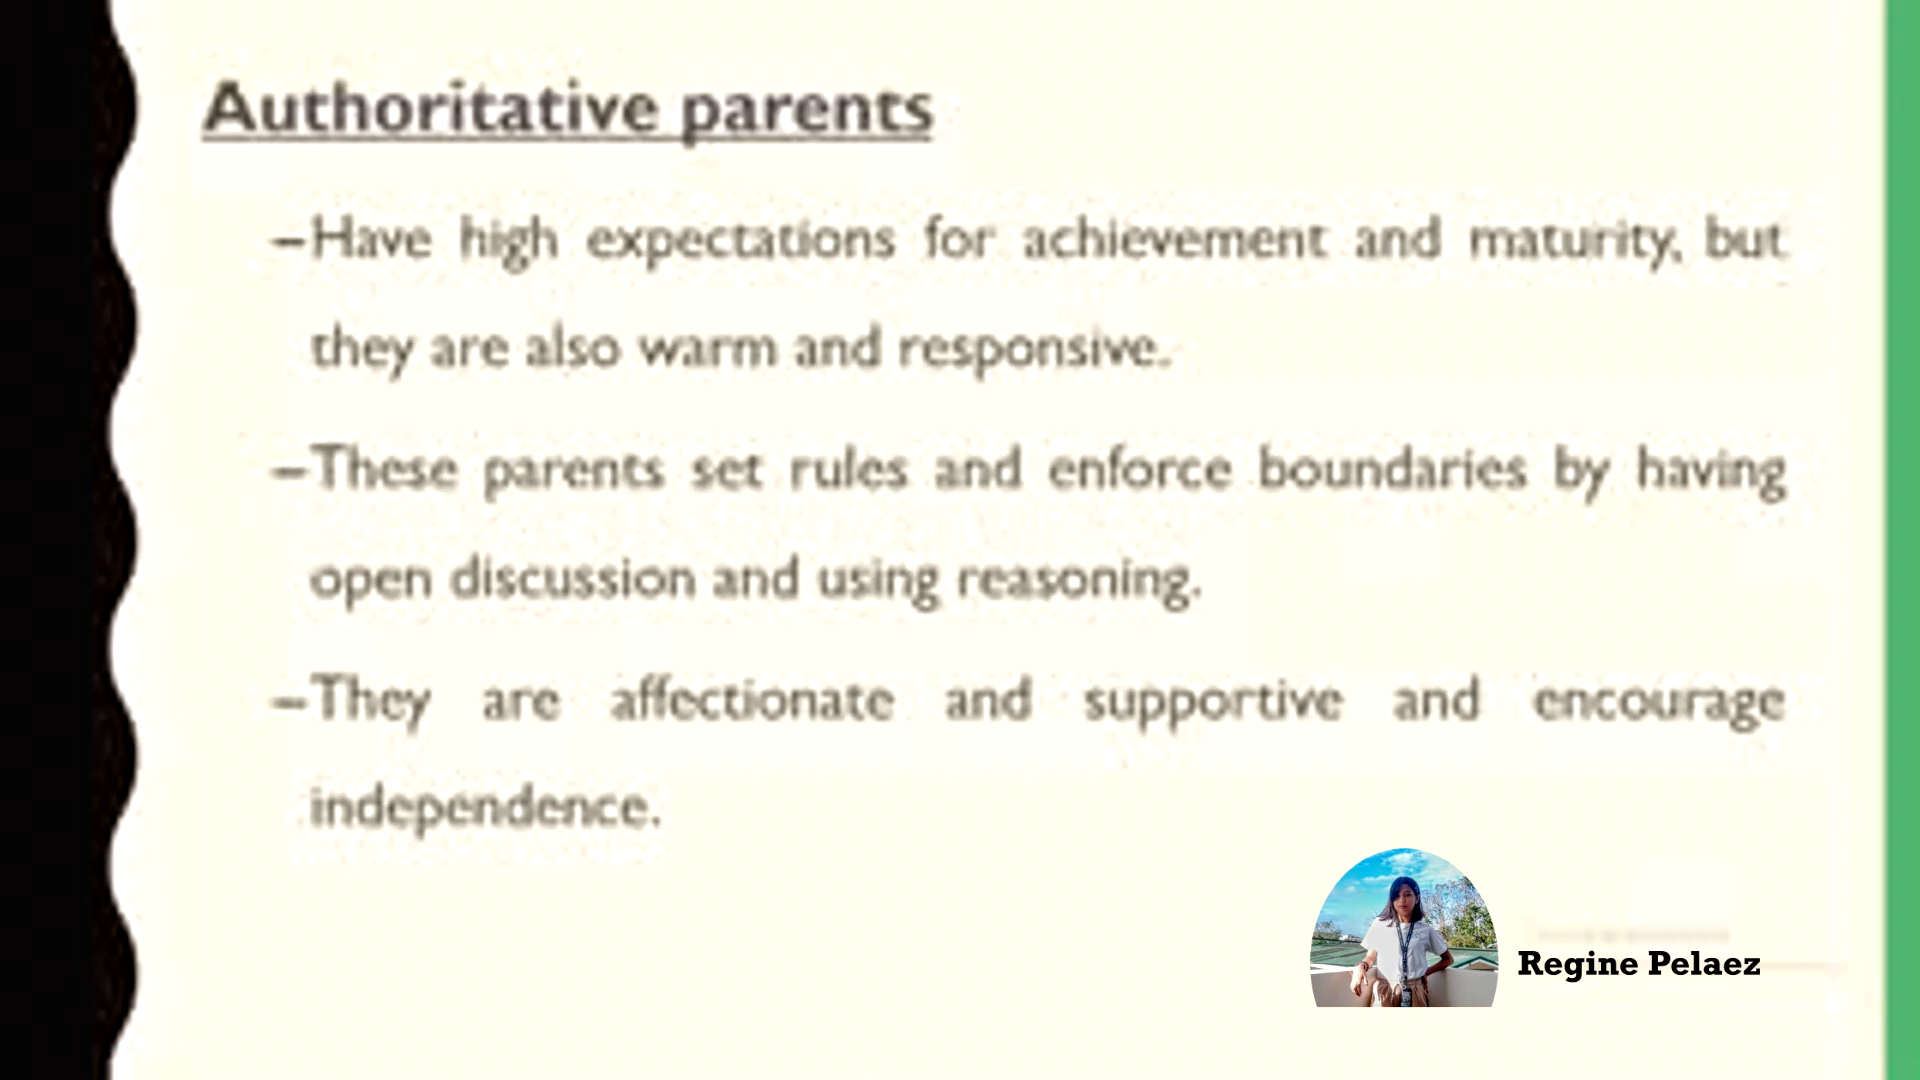 Authoritative parents
–Have high expectations for achievement and maturity, but
they are also warm and responsive.
–These parents set rules and enforce boundaries by having
open discussion and using reasoning.
–They are affectionate and supportive and encourage
independence.
Regine Pelaez